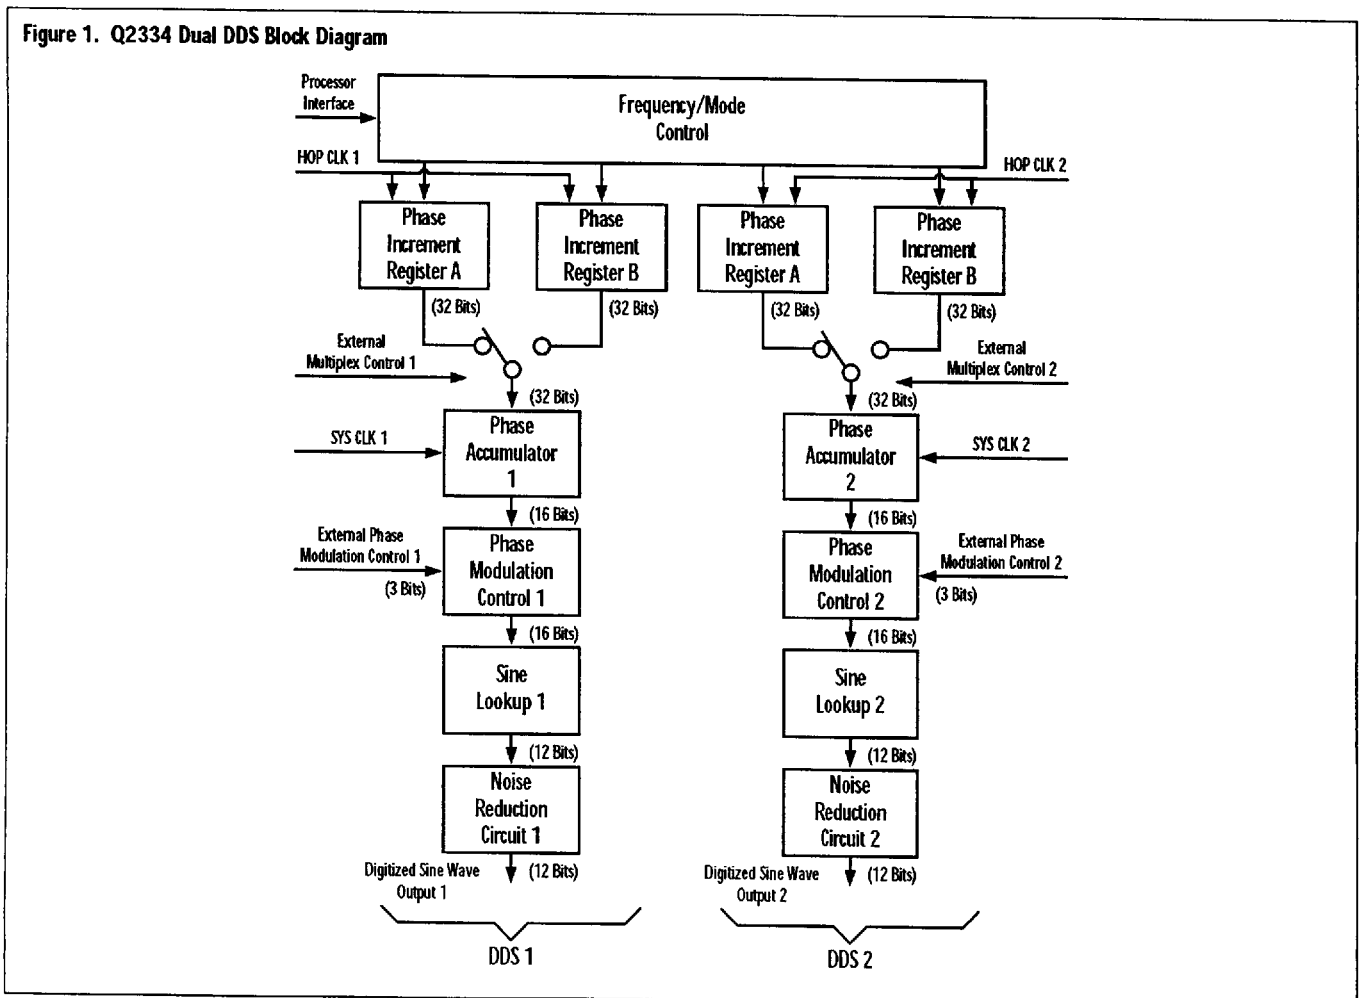 Figure 1. Q2334 Dual DDS Block Diagram
Processor
Interface
Frequency/Mode
Control
HOP CLK 1
HOP CLK 2
Phase
Increment
Register A
Phase
Increment
Register B
Phase
Increment
Register A
Phase
Increment
Register B
(32 Bits)
(32 Bits)
(32 Bits)
(32 Bits)
External
Multiplex Control 1
External
Multiplex Control 2
(32 Bits)
(32 Bits)
SYS CLK 1
Phase
Accumulator
1
Phase
Accumulator
2
SYS CLK 2
(16 Bits)
(16 Bits)
External Phase
Modulation Control 1
(3 Bits)
Phase
Modulation
Control 1
Phase
Modulation
Control 2
External Phase
Modulation Control 2
(3 Bits)
(16 Bits)
(16 Bits)
Sine
Lookup 1
Sine
Lookup 2
(12 Bits)
(12 Bits)
Noise
Reduction
Circuit 1
Noise
Reduction
Circuit 2
Digitized Sine Wave
Output 1
(12 Bits)
Digitized Sine Wave
Output 2
(12 Bits)
DDS 1
DDS 2